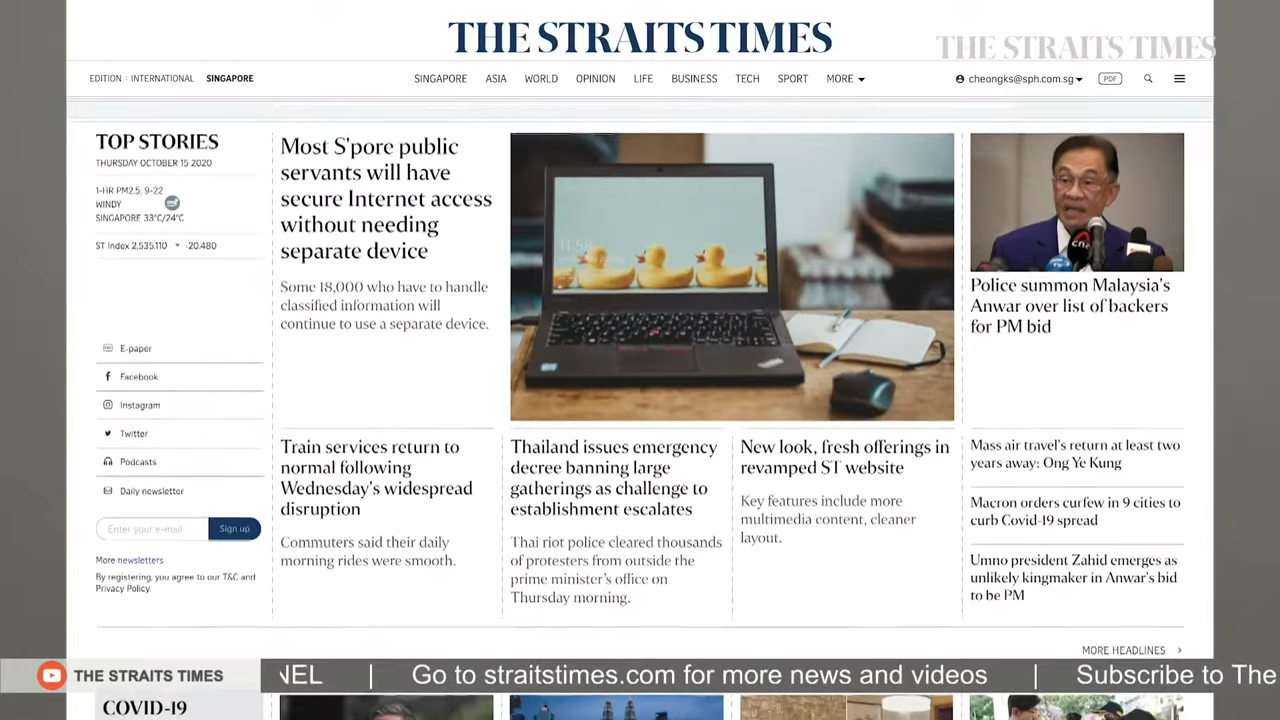 THE STRAITS TIMES
THE STRAITS TIMES
EDITION : INTERNATIONAL SINGAPORE
SINGAPORE ASIA WORLD OPINION LIFE BUSINESS TECH SPORT MORE
cheongks@sph.com.sg
PDF
TOP STORIES
THURSDAY OCTOBER 15 2020
1-HR PM2.5. 9-22
WINDY
SINGAPORE 33°C/24°C
ST Index 2,535.110 -20.480
E-paper
Facebook
Instagram
Twitter
Podcasts
Daily newsletter
Enter your e-mail Sign up
More newsletters
By registering, you agree to our T&C and
Privacy Policy.
Most S'pore public
servants will have
secure Internet access
without needing
separate device
Some 18,000 who have to handle
classified information will
continue to use a separate device.
11:58
cna
Police summon Malaysia's
Anwar over list of backers
for PM bid
Train services return to
normal following
Wednesday's widespread
disruption
Commuters said their daily
morning rides were smooth.
Thailand issues emergency
decree banning large
gatherings as challenge to
establishment escalates
Thai riot police cleared thousands
of protesters from outside the
prime minister's office on
Thursday morning.
New look, fresh offerings in
revamped ST website
Key features include more
multimedia content, cleaner
layout.
Mass air travel's return at least two
years away: Ong Ye Kung
Macron orders curfew in 9 cities to
curb Covid-19 spread
Umno president Zahid emerges as
unlikely kingmaker in Anwar's bid
to be PM
MORE HEADLINES
THE STRAITS TIMES
NEL | Go to straitstimes.com for more news and videos | Subscribe to The
COVID-19